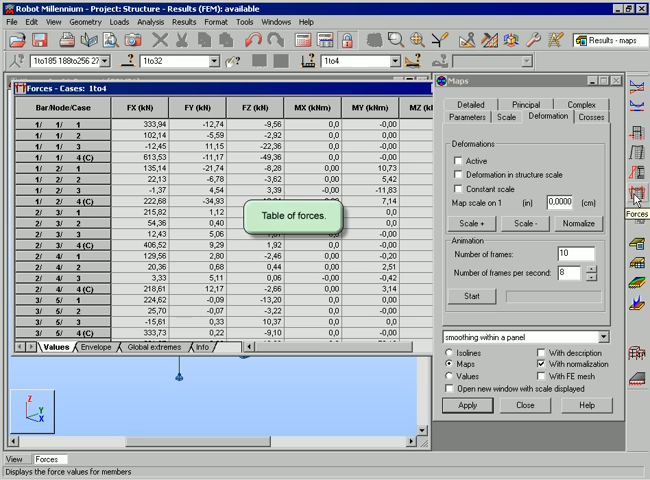 Robot Millennium - Project: Structure - Results (FEM): available
File Edit View Geometry Loads Analysis Results Format Tools Windows Help
Results - maps
1to185 188to256 27 1to32 1to4
Forces - Cases: 1to4
Bar/Node/Case FX (kN) FY (kN) FZ (kN) MX (kNm) MY (kNm) MZ (k
1/ 1/ 1 333,94 -12,74 -9,56 0,0 -0,00
1/ 1/ 2 102,14 -5,59 -2,92 0,0 -0,00
1/ 1/ 3 -12,45 11,15 -22,36 0,0 -0,00
1/ 1/ 4 (C) 613,53 -11,17 -49,36 0,0 -0,00
1/ 2/ 1 135,14 -21,74 -8,28 0,0 10,73
1/ 2/ 2 22,13 -6,78 -3,62 0,0 5,42
1/ 2/ 3 -1,37 4,54 3,39 -0,00 -11,83
1/ 2/ 4 (C) 222,68 -34,93 7,14
2/ 3/ 1 215,82 1,12 0,0
2/ 3/ 2 54,36 0,40 0,0
2/ 3/ 3 12,43 5,06 0,0
2/ 3/ 4 (C) 406,52 9,29 1,92 -0,00 -0,00
2/ 4/ 1 129,56 2,80 -2,46 -0,00 -0,20
2/ 4/ 2 20,36 0,68 0,44 -0,00 0,20
2/ 4/ 3 3,33 5,11 0,06 -0,00 -0,42
2/ 4/ 4 (C) 218,61 12,17 -2,66 -0,00 3,14
3/ 5/ 1 224,62 -0,09 -13,20 0,0 0,0
3/ 5/ 2 25,70 -0,07 -3,22 0,0 -0,00
3/ 5/ 3 -15,61 0,33 10,37 0,0 0,0
3/ 5/ 4 (C) 333,73 0,22 -9,10 0,0 -0,00
Table of forces.
Values Envelope Global extremes Info
Z
Y
X
Maps
Detailed Principal Complex
Parameters Scale Deformation Crosses
Deformations
Active
Deformation in structure scale
Constant scale
Map scale on 1 (in) 0,0000 (cm)
Scale + Scale - Normalize
Animation
Number of frames: 10
Number of frames per second: 8
Start
smoothing within a panel
Isolines With description
Maps With normalization
Values With FE mesh
Open new window with scale displayed
Apply Close Help
Forces
View Forces
Displays the force values for members